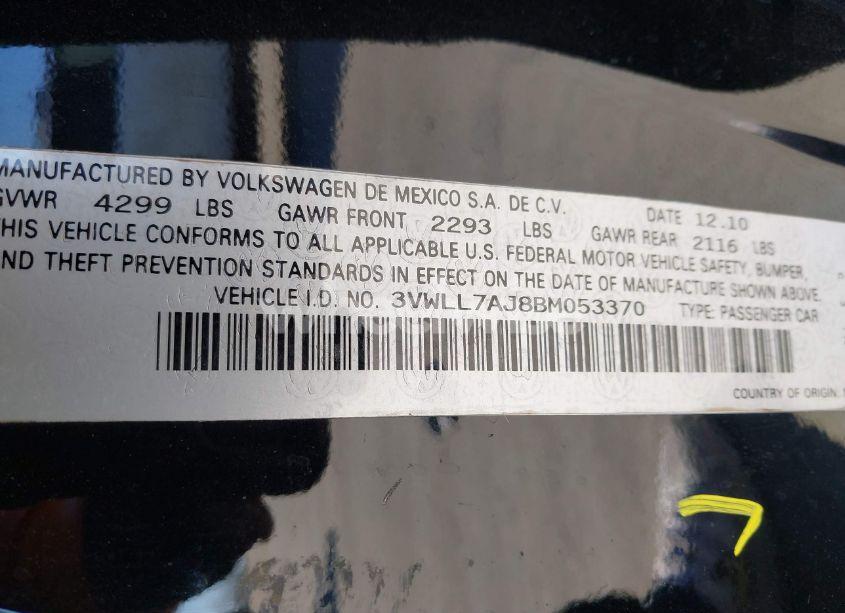 MANUFACTURED BY VOLKSWAGEN DE MEXICO S.A. DE C.V. DATE 12.10
GVWR 4299 LBS GAWR FRONT 2293 LBS GAWR REAR 2116 LBS
THIS VEHICLE CONFORMS TO ALL APPLICABLE U.S. FEDERAL MOTOR VEHICLE SAFETY, BUMPER,
AND THEFT PREVENTION STANDARDS IN EFFECT ON THE DATE OF MANUFACTURE SHOWN ABOVE.
VEHICLE I.D. NO. 3VWLL7AJ8BM053370 TYPE: PASSENGER CAR
COUNTRY OF ORIGIN: